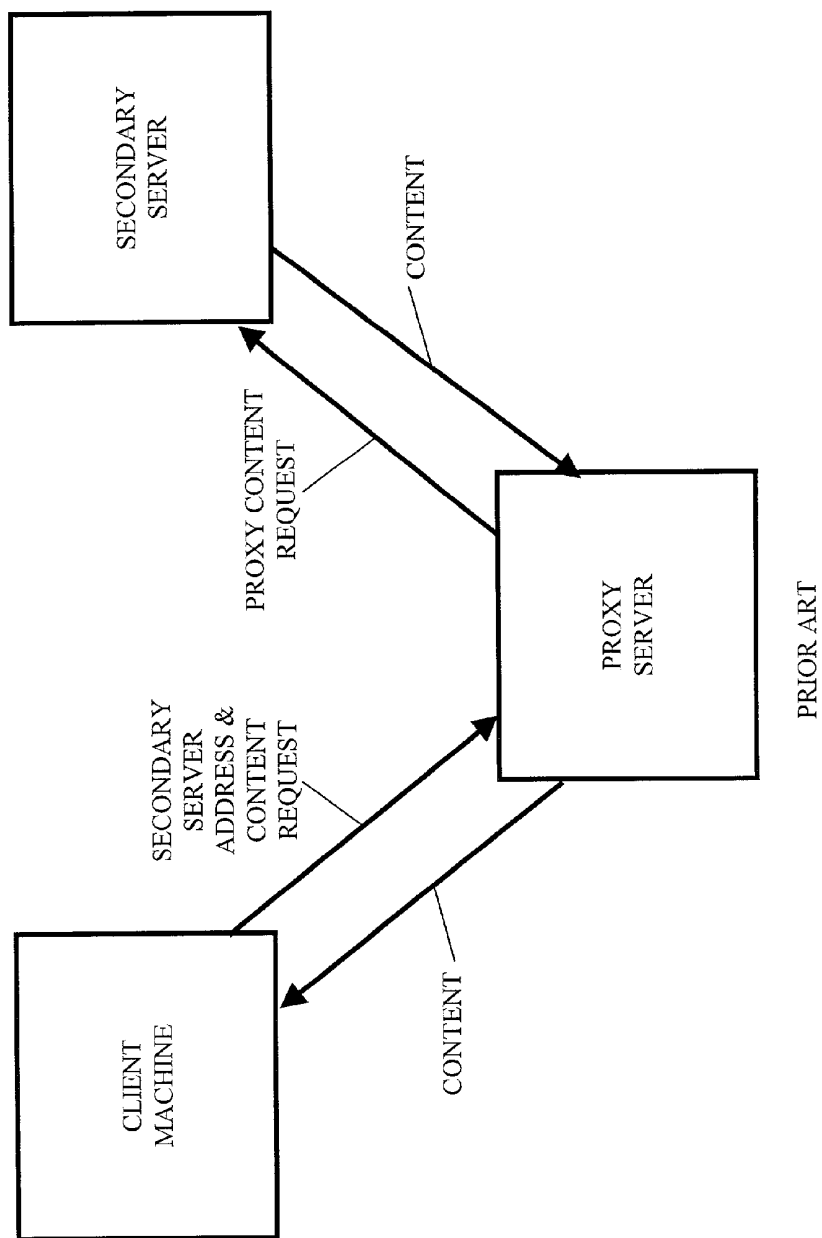 CLIENT
MACHINE
SECONDARY
SERVER
ADDRESS &
CONTENT
REQUEST
CONTENT
PROXY
SERVER
PROXY CONTENT
REQUEST
CONTENT
SECONDARY
SERVER
PRIOR ART